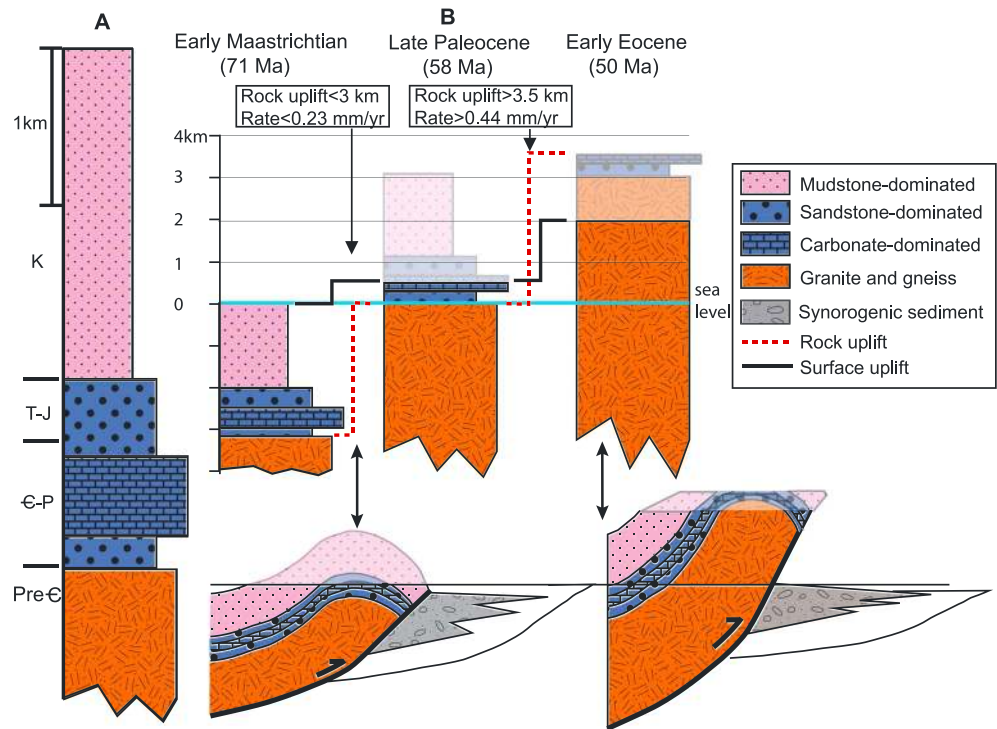 A
B
Early Maastrichtian
(71 Ma)
Late Paleocene
(58 Ma)
Early Eocene
(50 Ma)
Rock uplift<3 km
Rate<0.23 mm/yr
Rock uplift>3.5 km
Rate>0.44 mm/yr
1km
4km
3
2
1
0
K
T-J
Є-P
Pre Є
sea
level
Mudstone-dominated
Sandstone-dominated
Carbonate-dominated
Granite and gneiss
Synorogenic sediment
Rock uplift
Surface uplift